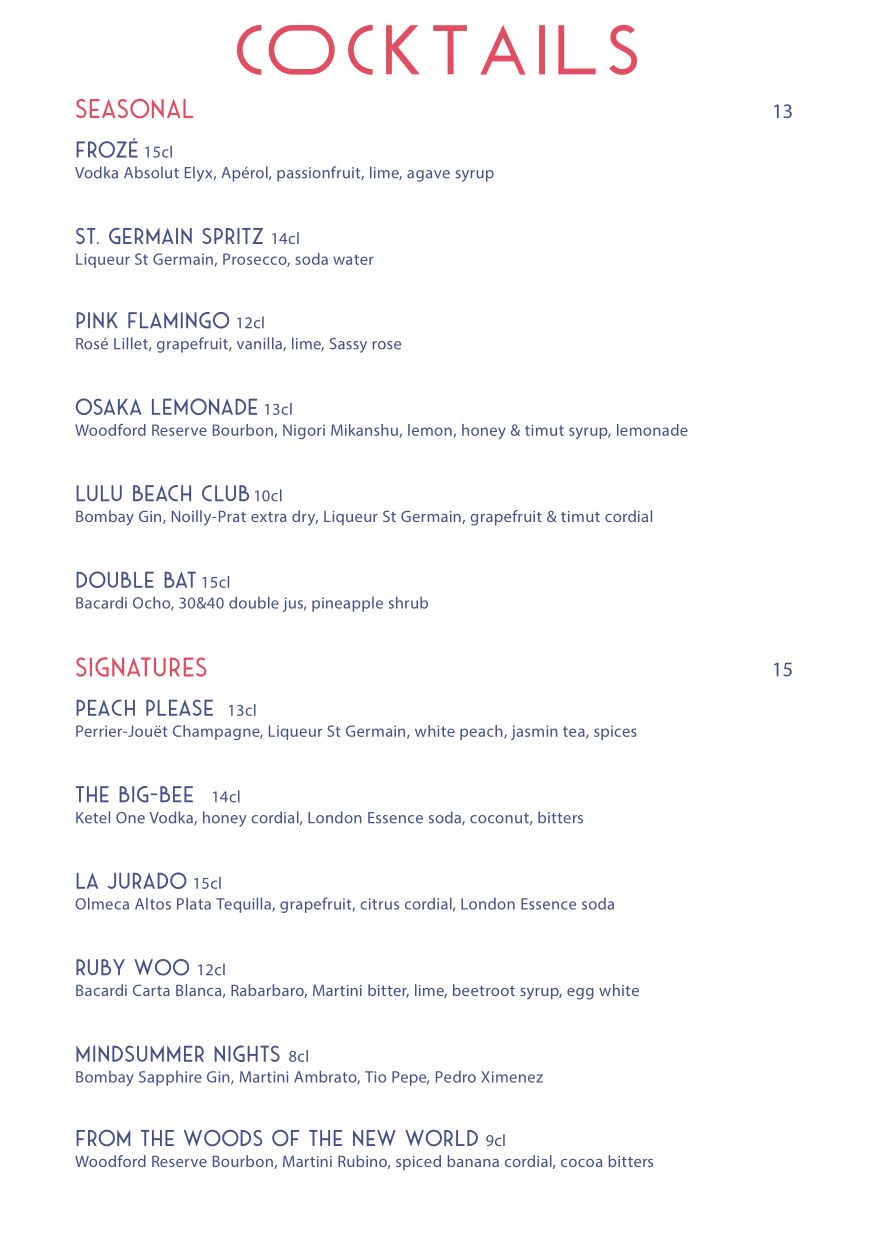 COCKTAILS
SEASONAL 13
FROZÉ 15cl
Vodka Absolut Elyx, Apérol, passionfruit, lime, agave syrup
ST. GERMAIN SPRITZ 14cl
Liqueur St Germain, Prosecco, soda water
PINK FLAMINGO 12cl
Rosé Lillet, grapefruit, vanilla, lime, Sassy rose
OSAKA LEMONADE 13cl
Woodford Reserve Bourbon, Nigori Mikanshu, lemon, honey & timut syrup, lemonade
LULU BEACH CLUB 10cl
Bombay Gin, Noilly-Prat extra dry, Liqueur St Germain, grapefruit & timut cordial
DOUBLE BAT 15cl
Bacardi Ocho, 30&40 double jus, pineapple shrub
SIGNATURES 15
PEACH PLEASE 13cl
Perrier-Jouët Champagne, Liqueur St Germain, white peach, jasmin tea, spices
THE BIG-BEE 14cl
Ketel One Vodka, honey cordial, London Essence soda, coconut, bitters
LA JURADO 15cl
Olmeca Altos Plata Tequilla, grapefruit, citrus cordial, London Essence soda
RUBY WOO 12cl
Bacardi Carta Blanca, Rabarbaro, Martini bitter, lime, beetroot syrup, egg white
MINDSUMMER NIGHTS 8cl
Bombay Sapphire Gin, Martini Ambrato, Tio Pepe, Pedro Ximenez
FROM THE WOODS OF THE NEW WORLD 9cl
Woodford Reserve Bourbon, Martini Rubino, spiced banana cordial, cocoa bitters